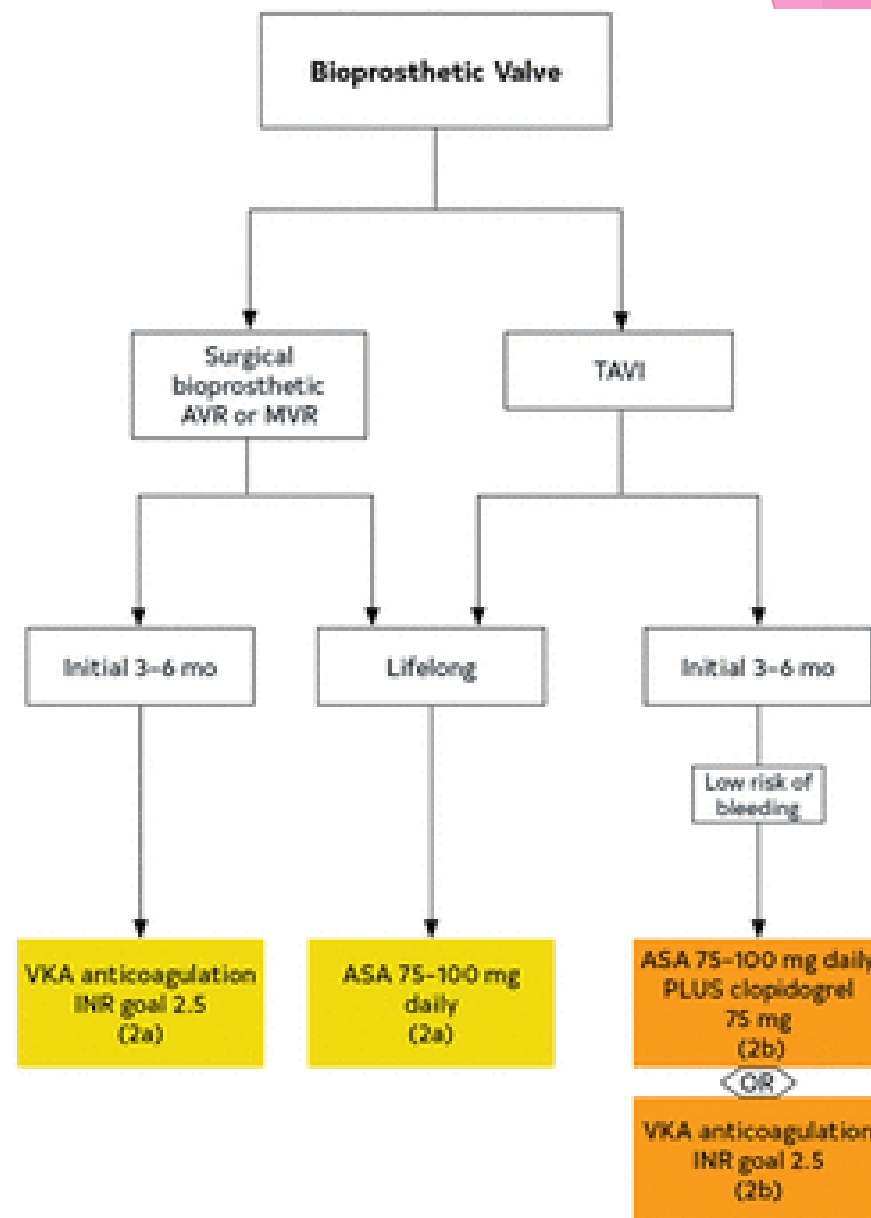 Bioprosthetic Valve
Surgical
bioprosthetic
AVR or MVR
TAVI
Initial 3–6 mo
Lifelong
Initial 3–6 mo
Low risk of
bleeding
VKA anticoagulation
INR goal 2.5
(2a)
ASA 75–100 mg
daily
(2a)
ASA 75–100 mg daily
PLUS clopidogrel
75 mg
(2b)
OR
VKA anticoagulation
INR goal 2.5
(2b)